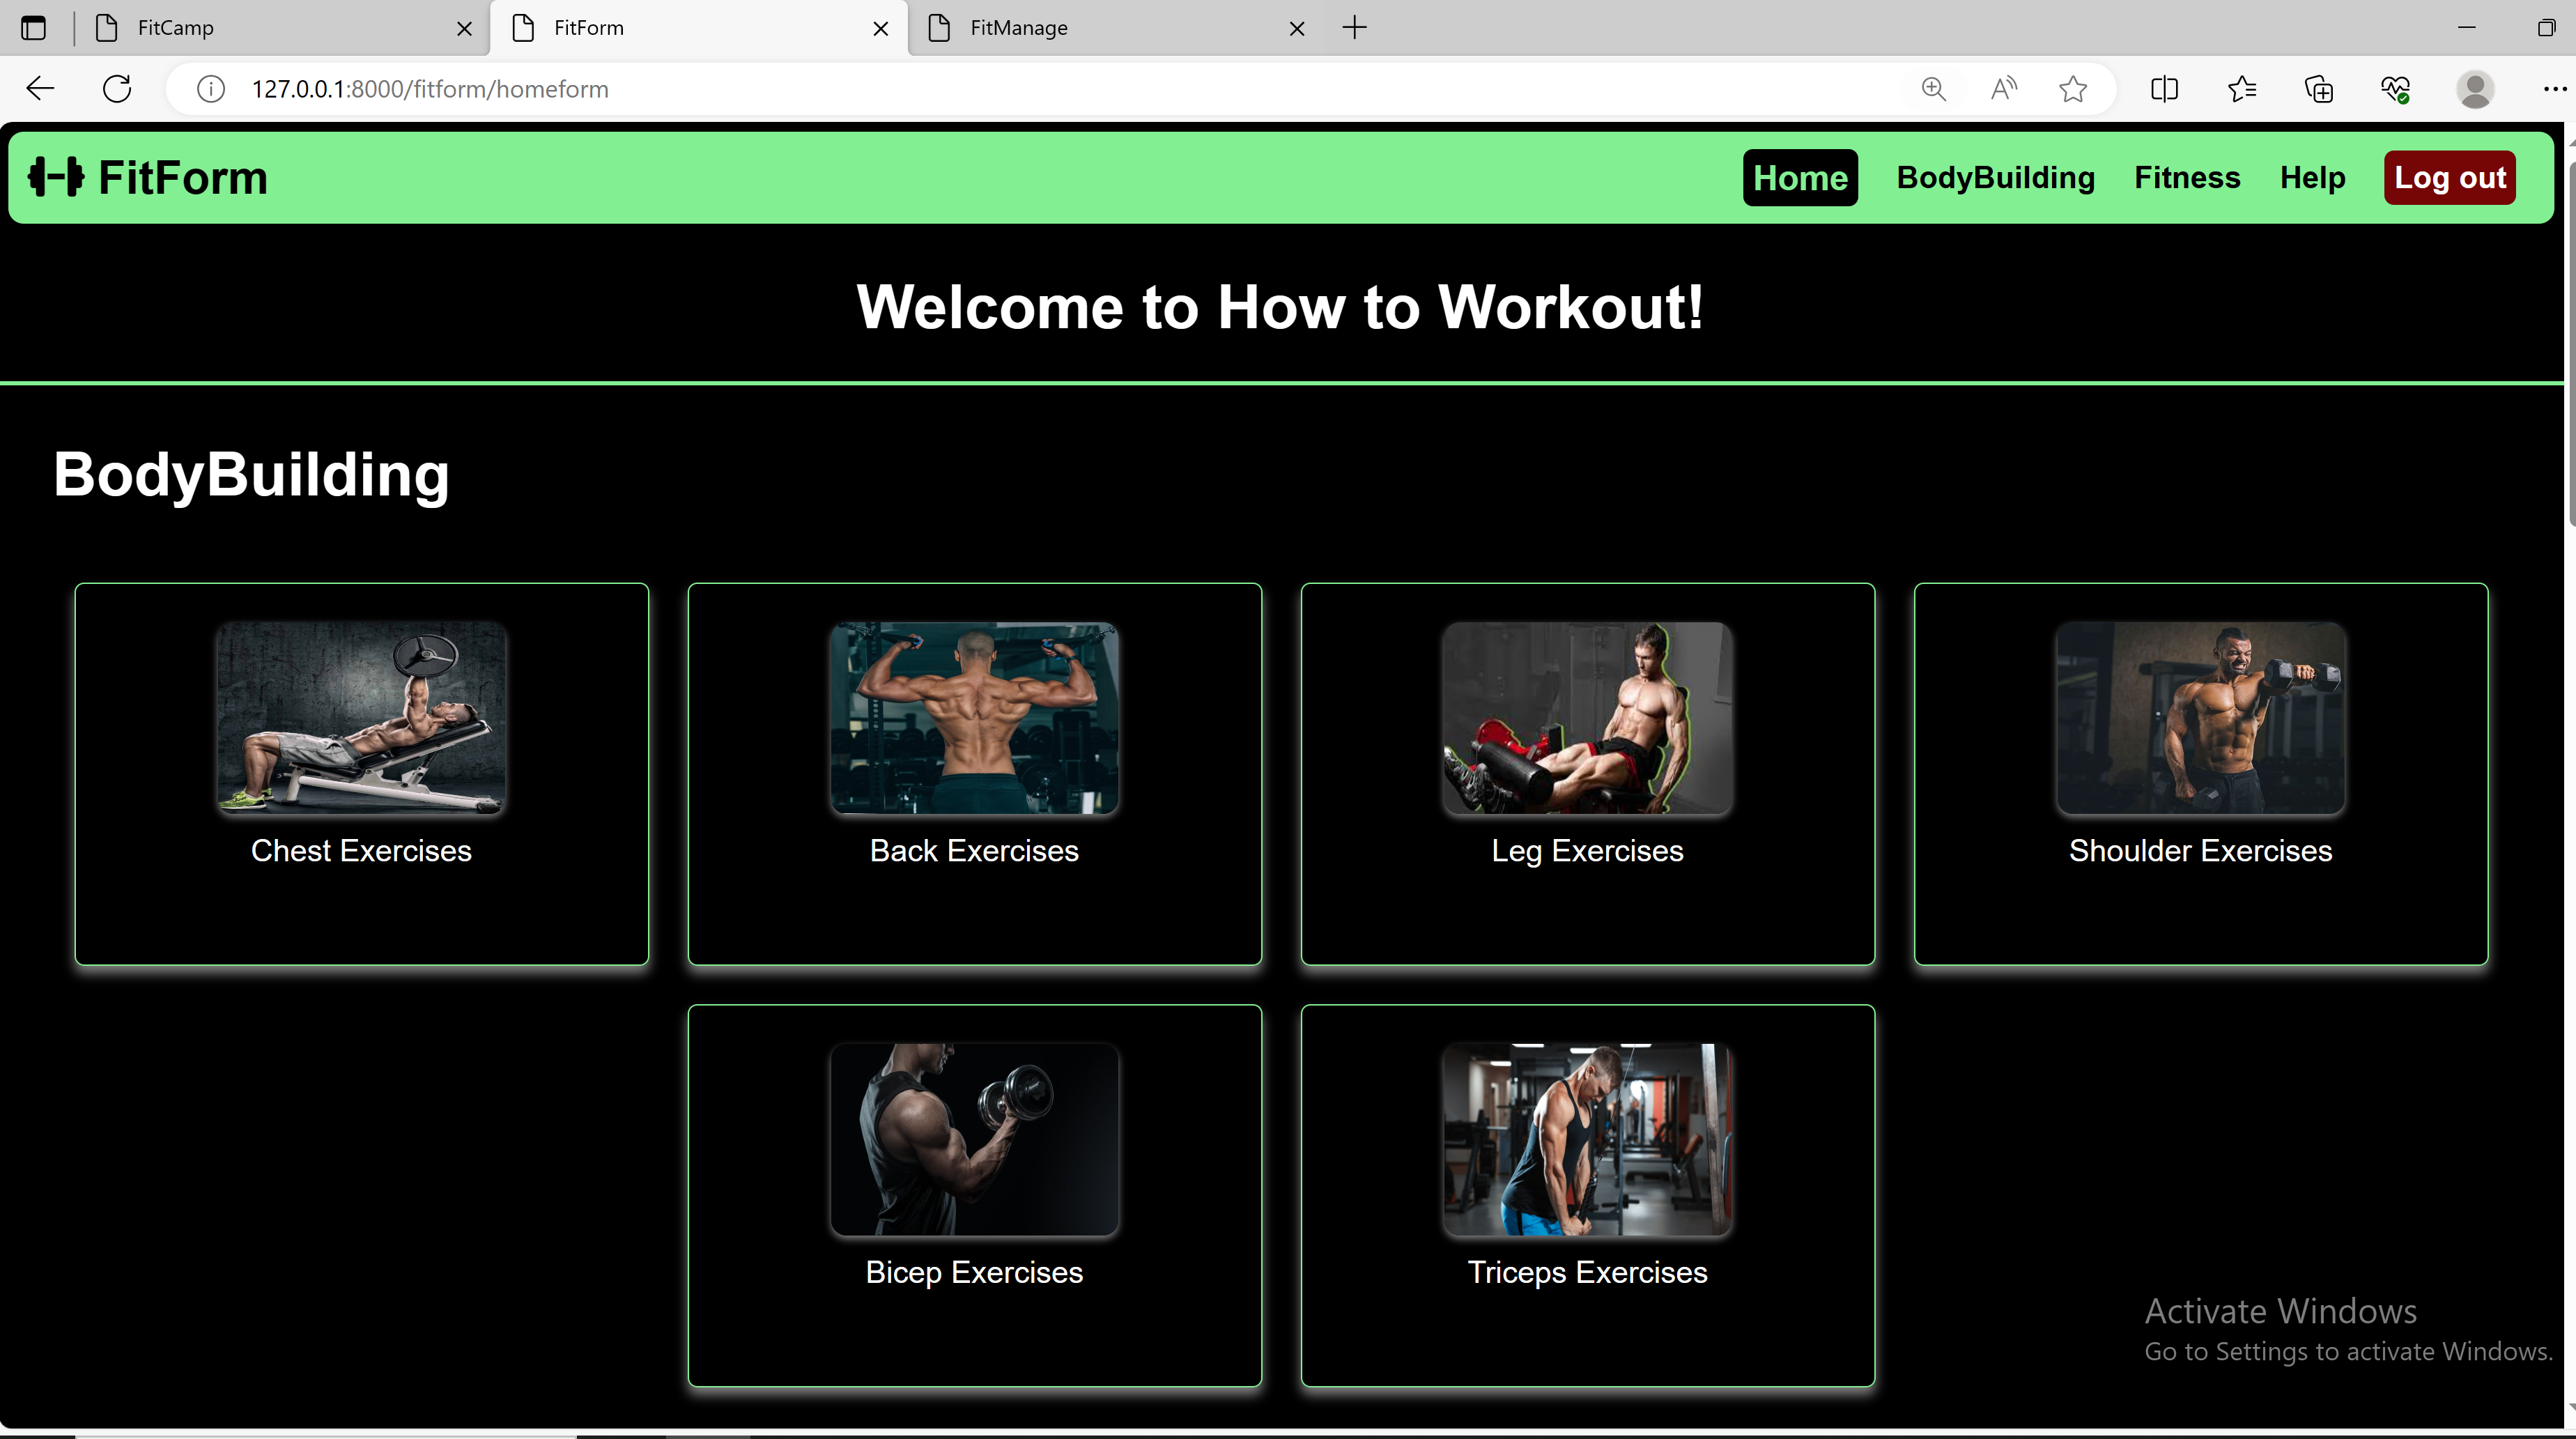 FitCamp
FitForm
FitManage
127.0.0.1:8000/fitform/homeform
FitForm
Home
BodyBuilding
Fitness
Help
Log out
Welcome to How to Workout!
BodyBuilding
Chest Exercises
Back Exercises
Leg Exercises
Shoulder Exercises
Bicep Exercises
Triceps Exercises
Activate Windows
Go to Settings to activate Windows.